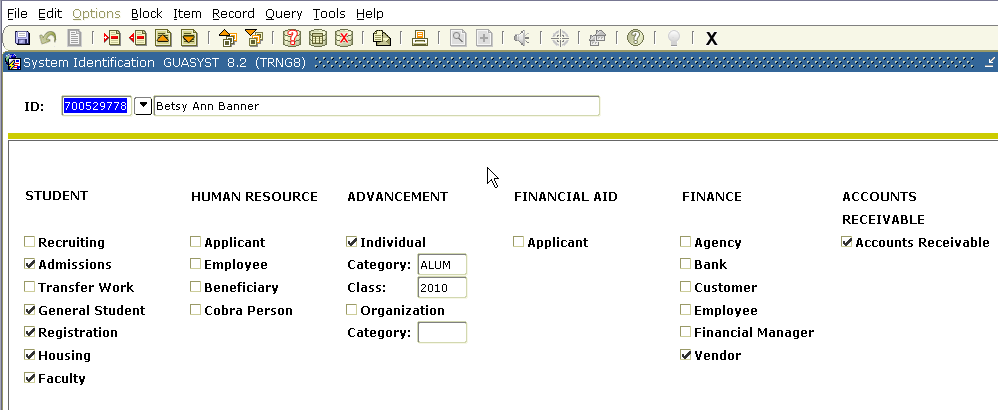 File Edit Options Block Item Record Query Tools Help
System Identification GUASYST 8.2 (TRNG8)
ID: 700529778 Betsy Ann Banner
STUDENT HUMAN RESOURCE ADVANCEMENT FINANCIAL AID FINANCE ACCOUNTS
RECEIVABLE
Recruiting Applicant Individual Applicant Agency Accounts Receivable
Admissions Employee Category: ALUM Bank
Transfer Work Beneficiary Class: 2010 Customer
General Student Cobra Person Organization Employee
Registration Category: Financial Manager
Housing Vendor
Faculty